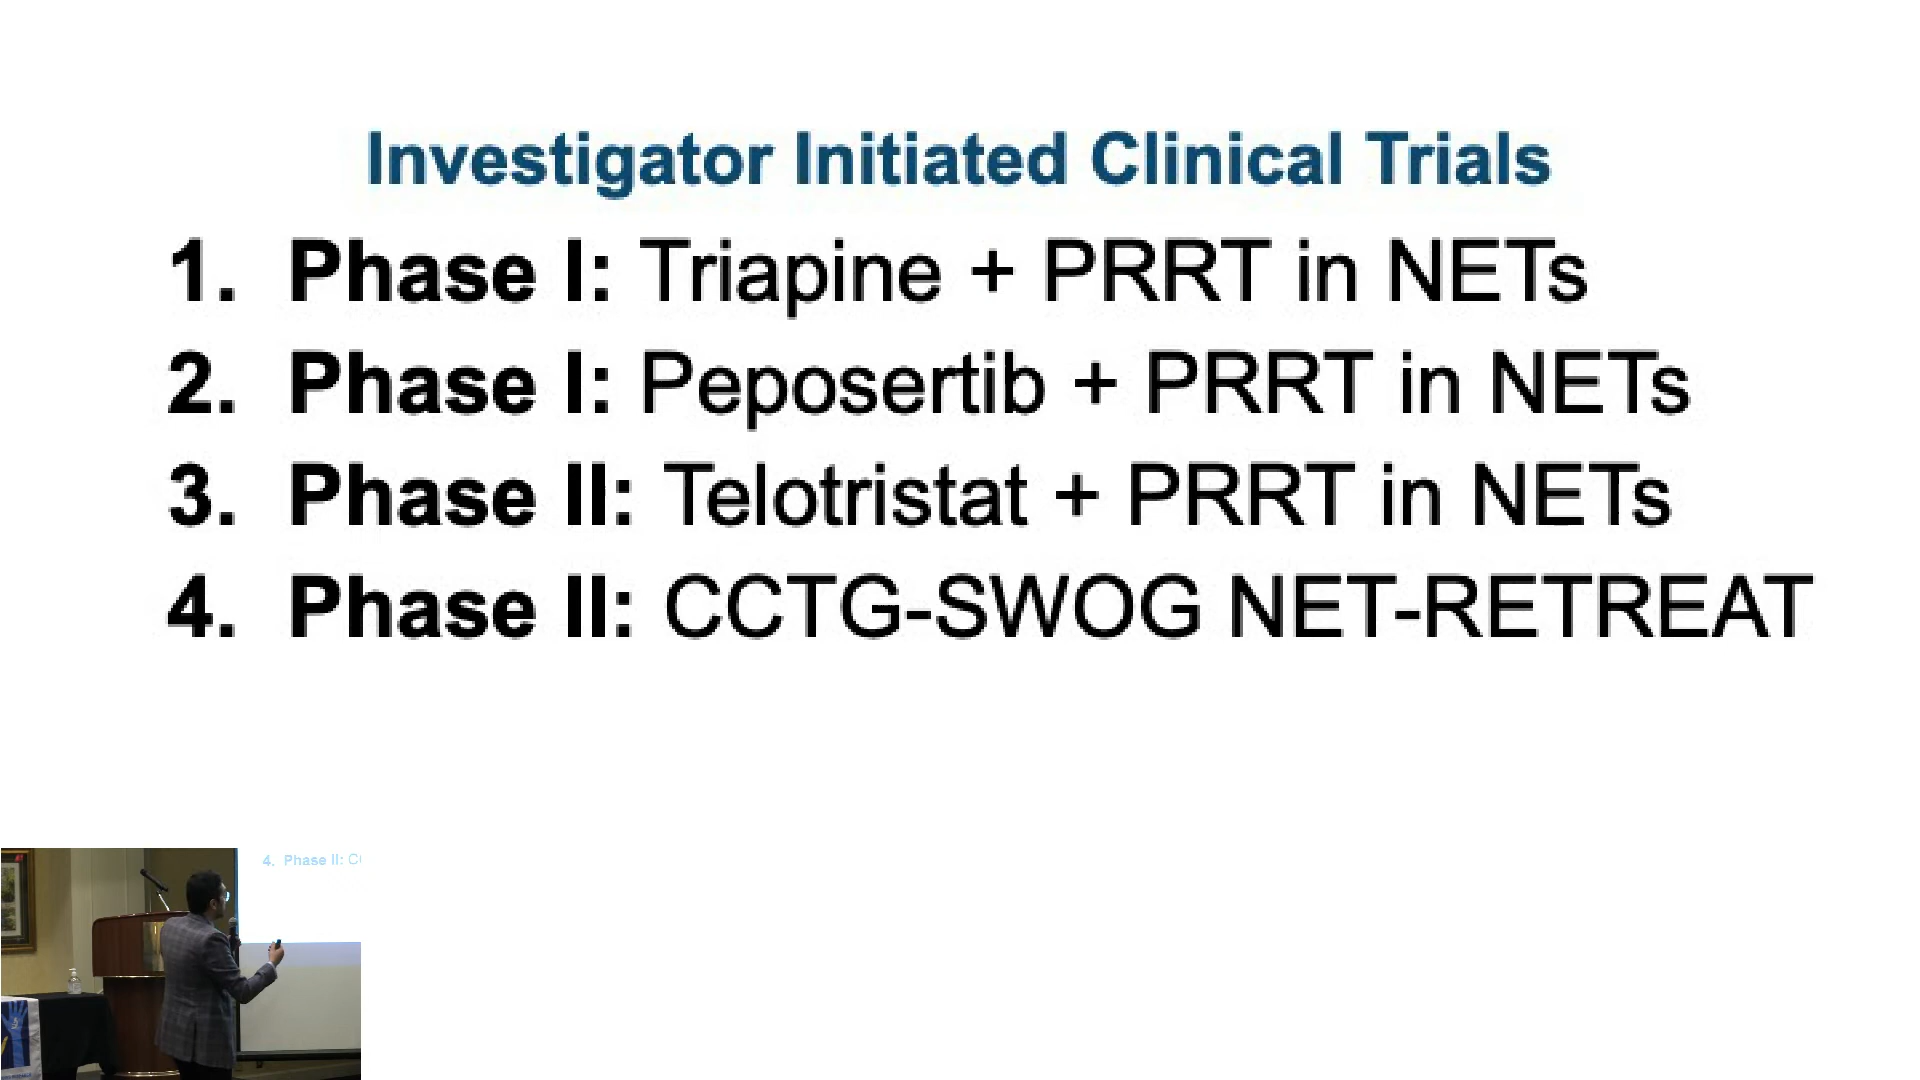 Investigator Initiated Clinical Trials
1. Phase I: Triapine + PRRT in NETs
2. Phase I: Peposertib + PRRT in NETs
3. Phase II: Telotristat + PRRT in NETs
4. Phase II: CCTG-SWOG NET-RETREAT
4. Phase II: C